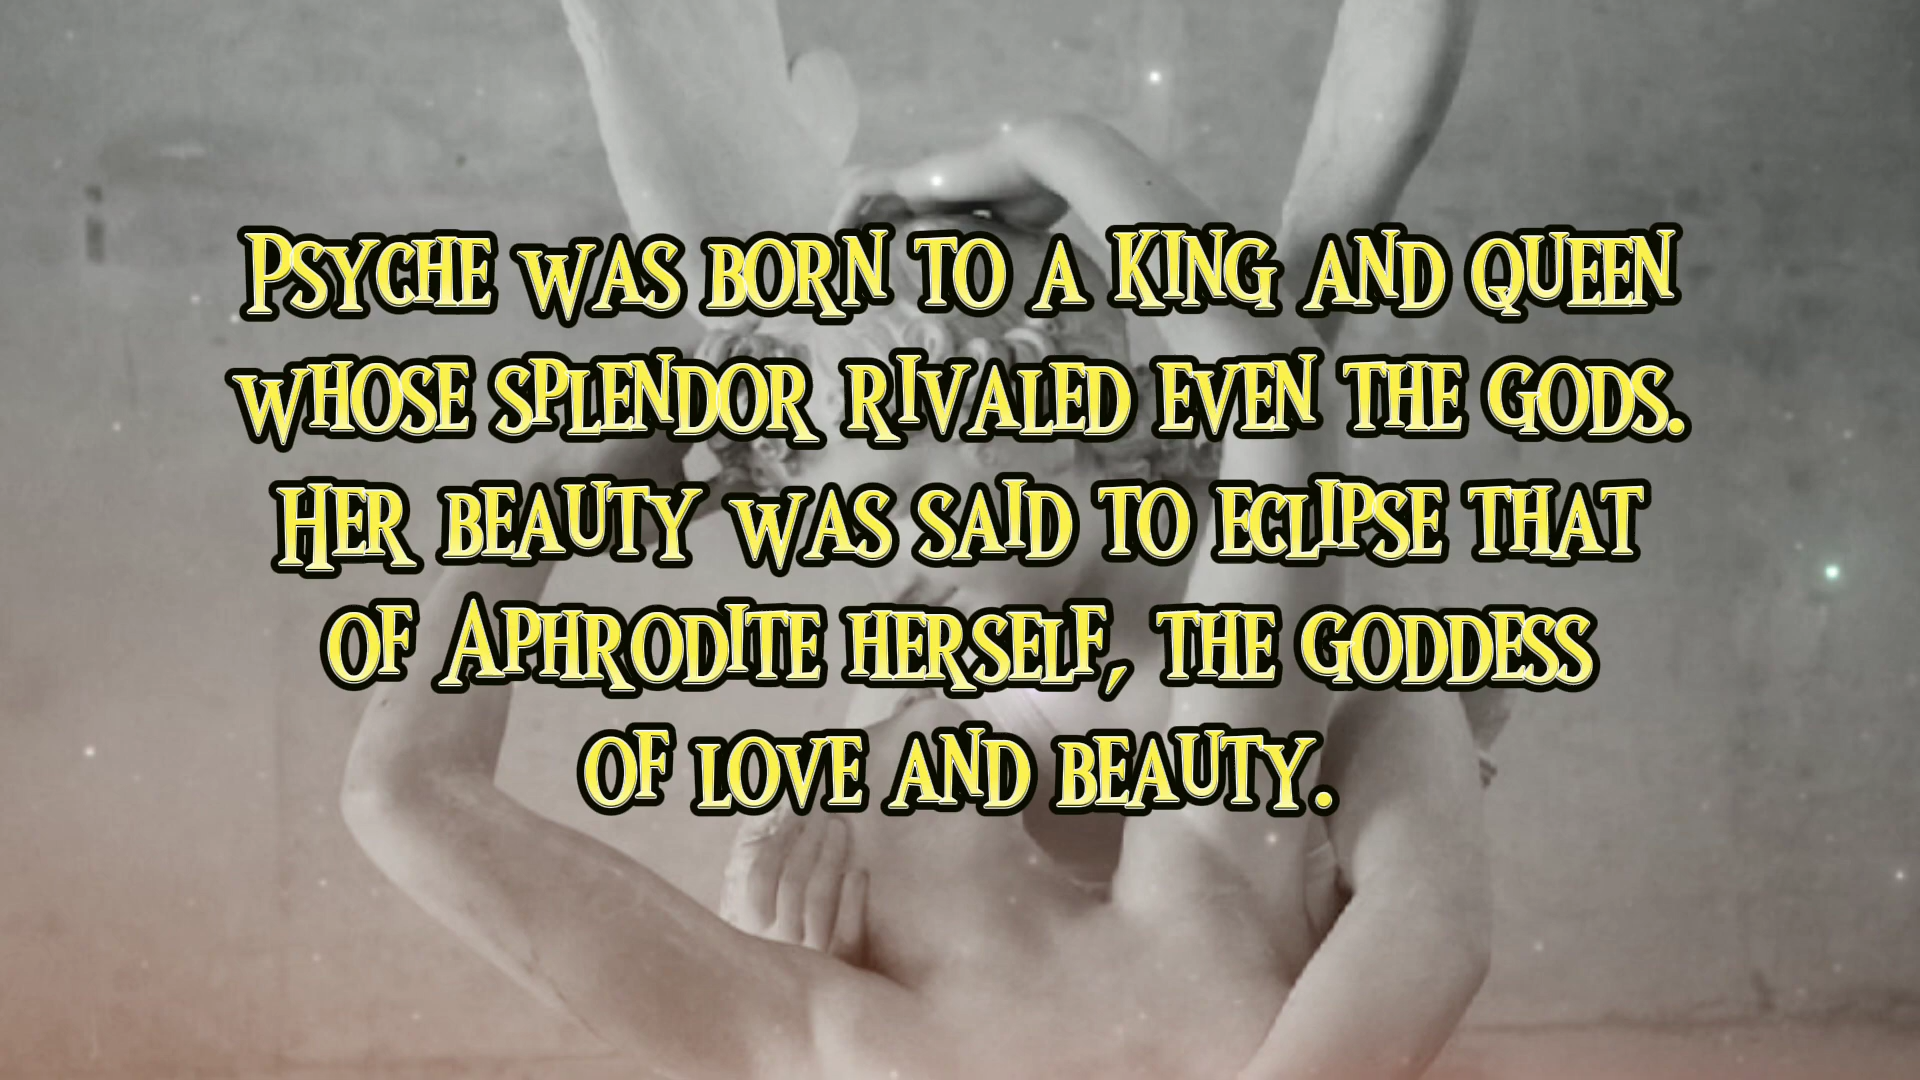 Psyche was born to a king and queen
whose splendor rivaled even the gods.
Her beauty was said to eclipse that
of Aphrodite herself, the goddess
of love and beauty.